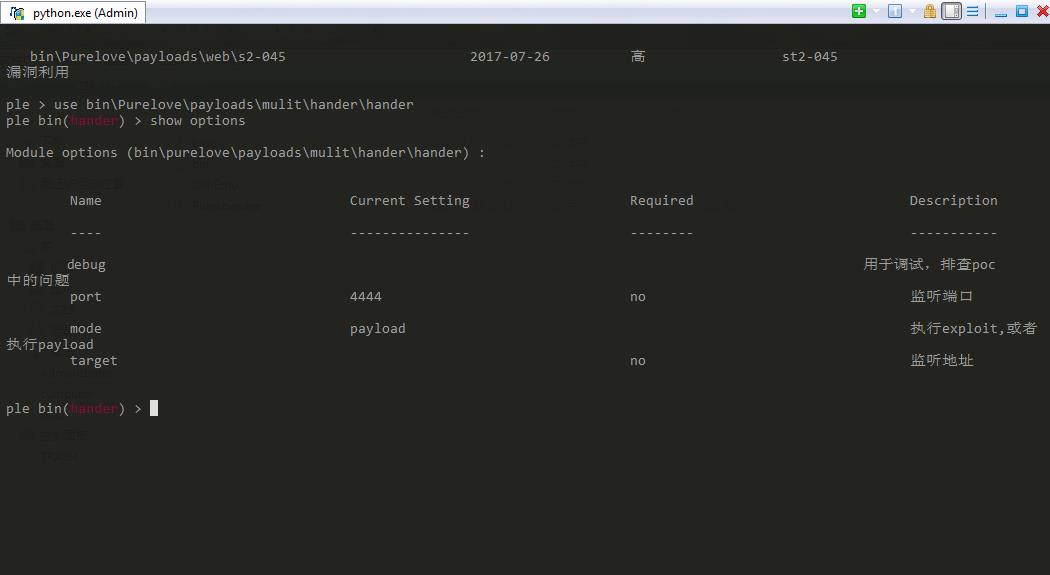 python.exe (Admin)
bin\Purelove\payloads\web\s2-045 2017-07-26 高 st2-045
漏洞利用
ple > use bin\Purelove\payloads\mulit\hander\hander
ple bin(hander) > show options
Module options (bin\purelove\payloads\mulit\hander\hander) :
Name Current Setting Required Description
---- --------------- -------- -----------
debug 用于调试，排查poc
中的问题
port 4444 no 监听端口
mode payload 执行exploit,或者
执行payload
target no 监听地址
ple bin(hander) >